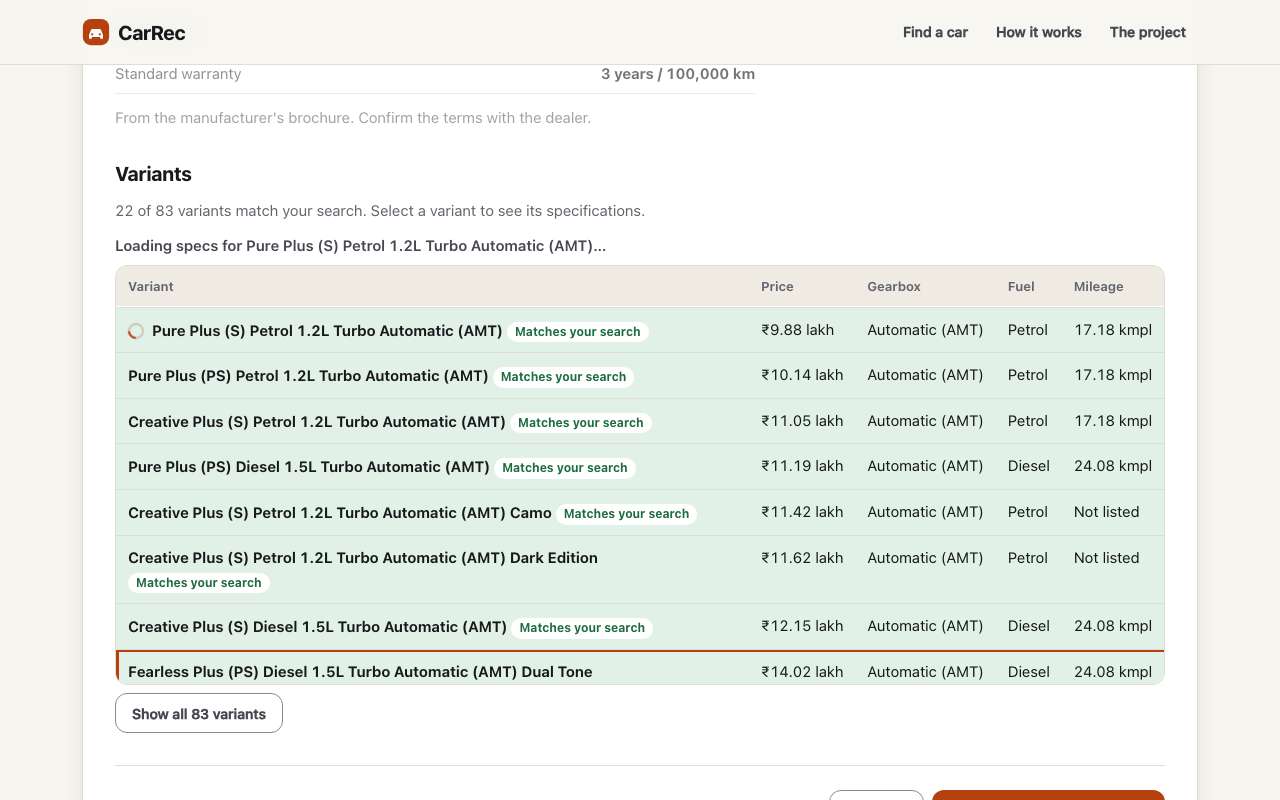 CarRec
Find a car
How it works
The project
Standard warranty
3 years / 100,000 km
From the manufacturer's brochure. Confirm the terms with the dealer.
Variants
22 of 83 variants match your search. Select a variant to see its specifications.
Loading specs for Pure Plus (S) Petrol 1.2L Turbo Automatic (AMT)...
Variant Price Gearbox Fuel Mileage
Pure Plus (S) Petrol 1.2L Turbo Automatic (AMT) Matches your search ₹9.88 lakh Automatic (AMT) Petrol 17.18 kmpl
Pure Plus (PS) Petrol 1.2L Turbo Automatic (AMT) Matches your search ₹10.14 lakh Automatic (AMT) Petrol 17.18 kmpl
Creative Plus (S) Petrol 1.2L Turbo Automatic (AMT) Matches your search ₹11.05 lakh Automatic (AMT) Petrol 17.18 kmpl
Pure Plus (PS) Diesel 1.5L Turbo Automatic (AMT) Matches your search ₹11.19 lakh Automatic (AMT) Diesel 24.08 kmpl
Creative Plus (S) Petrol 1.2L Turbo Automatic (AMT) Camo Matches your search ₹11.42 lakh Automatic (AMT) Petrol Not listed
Creative Plus (S) Petrol 1.2L Turbo Automatic (AMT) Dark Edition ₹11.62 lakh Automatic (AMT) Petrol Not listed
Matches your search
Creative Plus (S) Diesel 1.5L Turbo Automatic (AMT) Matches your search ₹12.15 lakh Automatic (AMT) Diesel 24.08 kmpl
Fearless Plus (PS) Diesel 1.5L Turbo Automatic (AMT) Dual Tone ₹14.02 lakh Automatic (AMT) Diesel 24.08 kmpl
Show all 83 variants